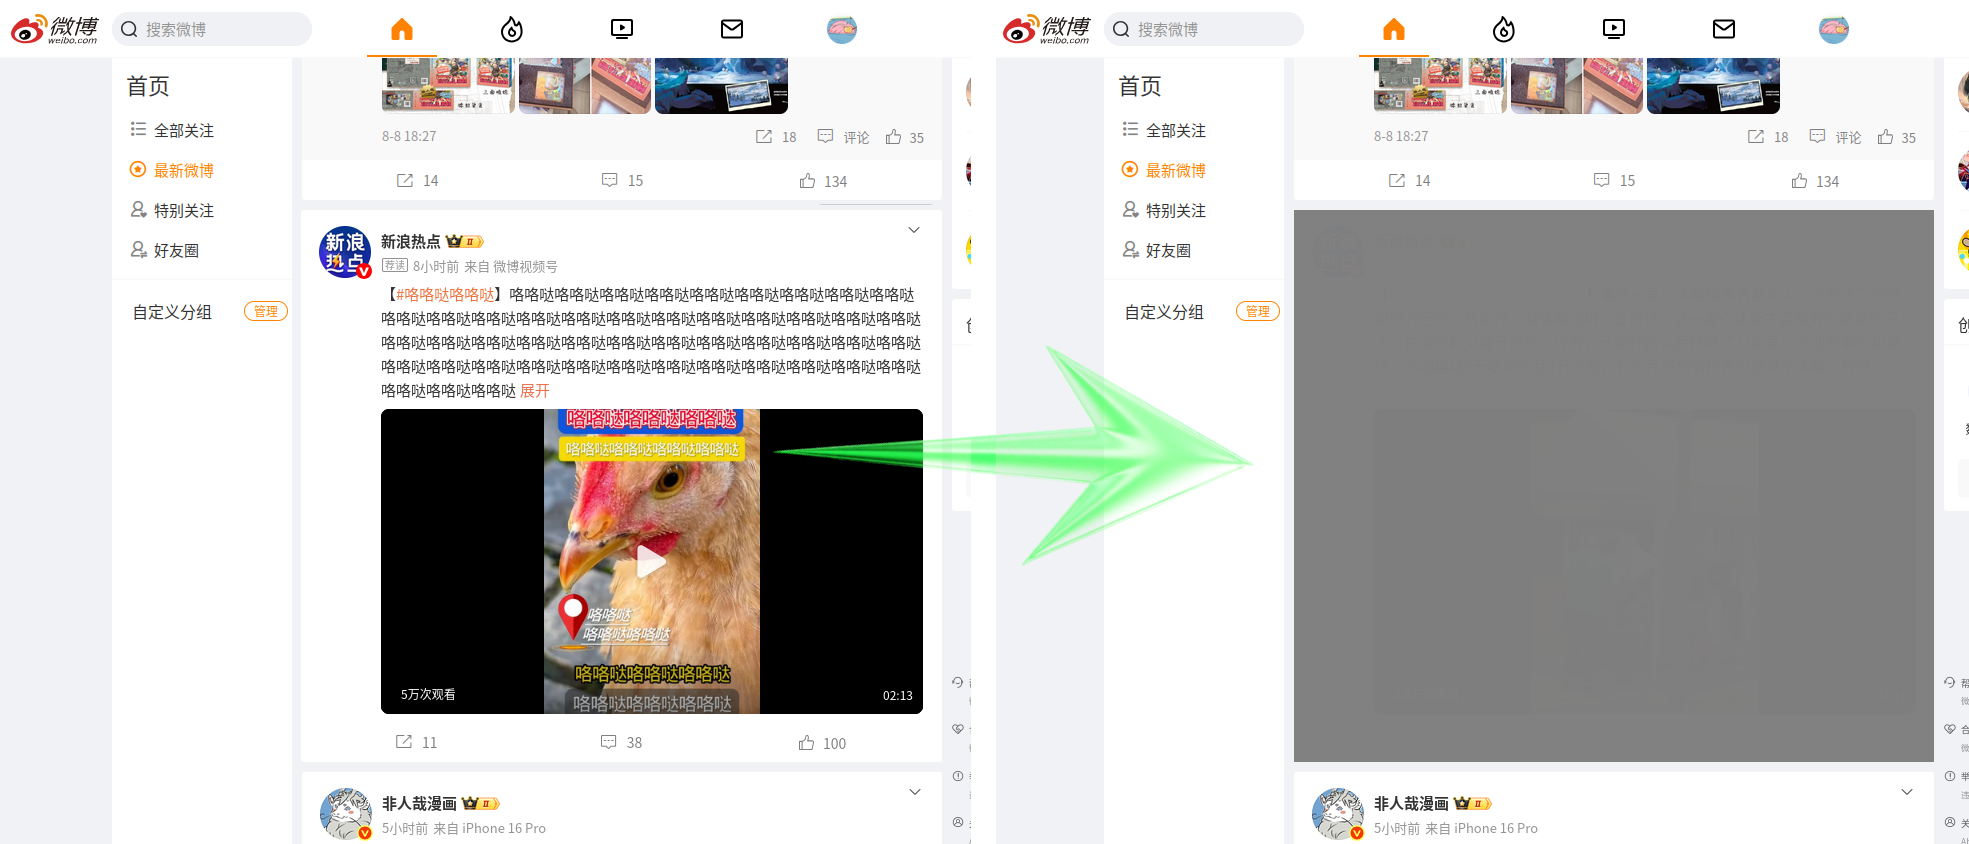 微博
weibo.com
搜索微博
首页
全部关注
最新微博
特别关注
好友圈
自定义分组
管理
8-8 18:27
18
评论
35
14
15
134
新浪热点
新浪热点 II
荐读 8小时前 来自 微博视频号
【#咯咯哒咯咯哒】咯咯哒咯咯哒咯咯哒咯咯哒咯咯哒咯咯哒咯咯哒咯咯哒咯咯哒
咯咯哒咯咯哒咯咯哒咯咯哒咯咯哒咯咯哒咯咯哒咯咯哒咯咯哒咯咯哒咯咯哒咯咯哒
咯咯哒咯咯哒咯咯哒咯咯哒咯咯哒咯咯哒咯咯哒咯咯哒咯咯哒咯咯哒咯咯哒咯咯哒
咯咯哒咯咯哒咯咯哒咯咯哒咯咯哒咯咯哒咯咯哒咯咯哒咯咯哒咯咯哒咯咯哒咯咯哒
咯咯哒咯咯哒咯咯哒 展开
咯咯哒咯咯哒咯咯哒
咯咯哒咯咯哒咯咯哒咯咯哒
咯咯哒
咯咯哒咯咯哒
咯咯哒咯咯哒咯咯哒
咯咯哒咯咯哒咯咯哒
5万次观看
02:13
11
38
100
非人哉漫画 II
5小时前 来自 iPhone 16 Pro
微博
weibo.com
搜索微博
首页
全部关注
最新微博
特别关注
好友圈
自定义分组
管理
8-8 18:27
18
评论
35
14
15
134
非人哉漫画 II
5小时前 来自 iPhone 16 Pro
创
帮
微
合
微
举
违
关